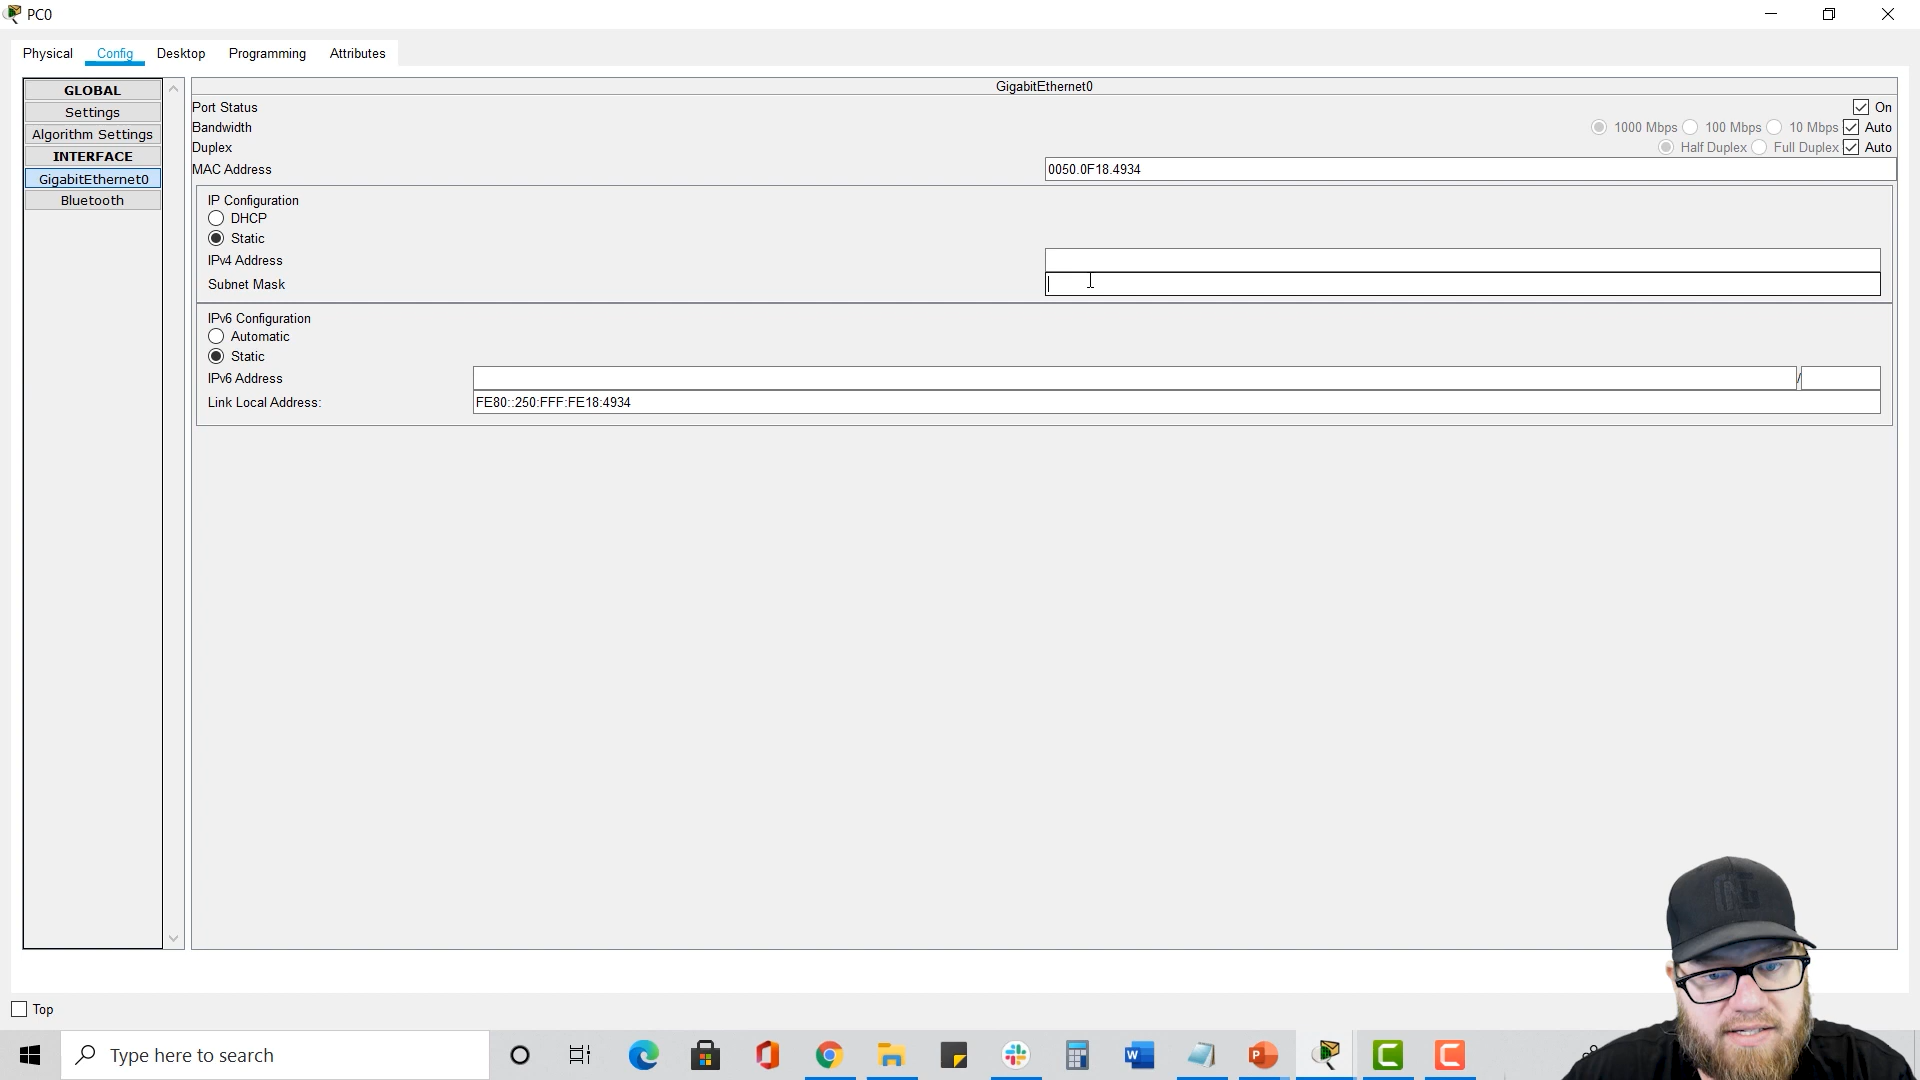 PC0
Physical Config Desktop Programming Attributes
GLOBAL
Settings
Algorithm Settings
INTERFACE
GigabitEthernet0
Bluetooth
GigabitEthernet0
Port Status On
Bandwidth 1000 Mbps 100 Mbps 10 Mbps Auto
Duplex Half Duplex Full Duplex Auto
MAC Address 0050.0F18.4934
IP Configuration
DHCP
Static
IPv4 Address
Subnet Mask
IPv6 Configuration
Automatic
Static
IPv6 Address /
Link Local Address: FE80::250:FFF:FE18:4934
Top
Type here to search